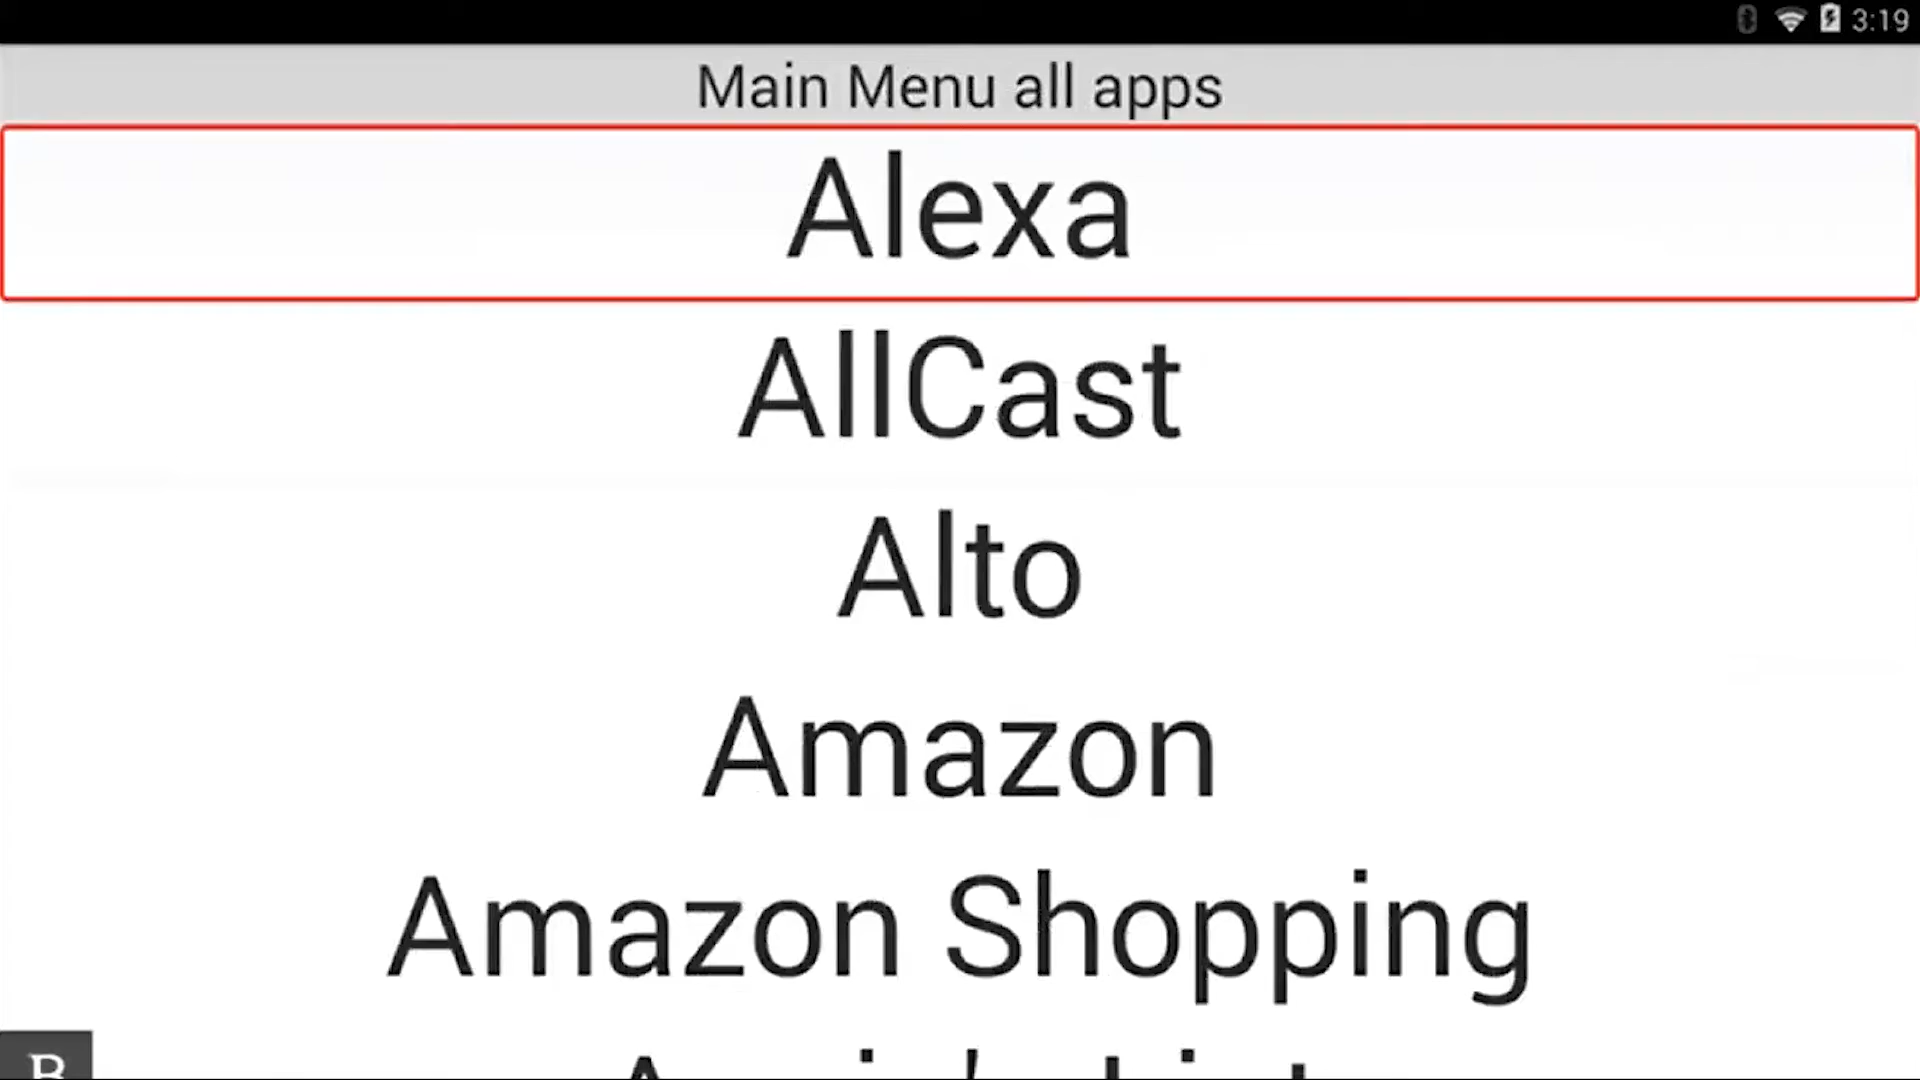 3:19
Main Menu all apps
Alexa
AllCast
Alto
Amazon
Amazon Shopping
B